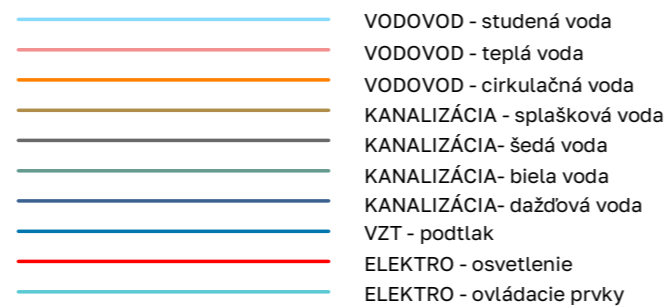 VODOVOD - studená voda
VODOVOD - teplá voda
VODOVOD - cirkulačná voda
KANALIZÁCIA - splašková voda
KANALIZÁCIA- šedá voda
KANALIZÁCIA- biela voda
KANALIZÁCIA- dažďová voda
VZT - podtlak
ELEKTRO - osvetlenie
ELEKTRO - ovládacie prvky